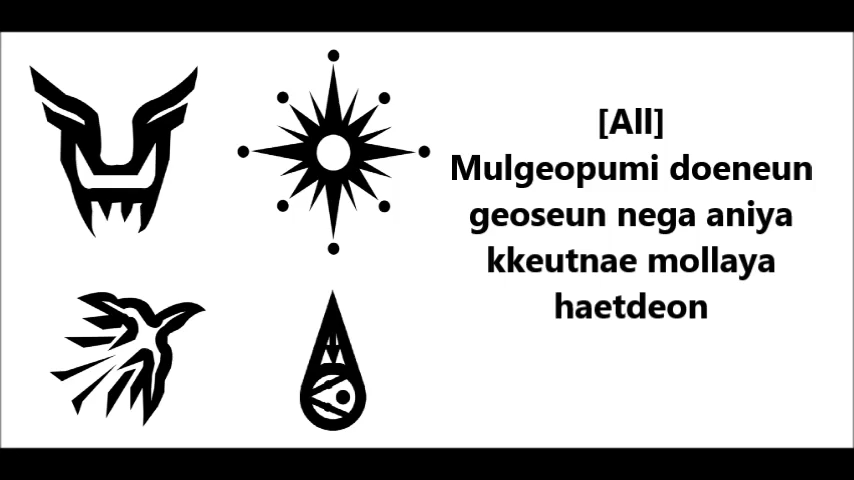 [All]
Mulgeopumi doeneun
geoseun nega aniya
kkeutnae mollaya
haetdeon